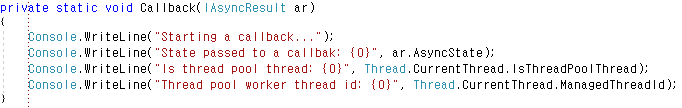 private static void Callback(IAsyncResult ar)
{
Console.WriteLine("Starting a callback...");
Console.WriteLine("State passed to a callbak: {0}", ar.AsyncState);
Console.WriteLine("Is thread pool thread: {0}", Thread.CurrentThread.IsThreadPoolThread);
Console.WriteLine("Thread pool worker thread id: {0}", Thread.CurrentThread.ManagedThreadId);
}